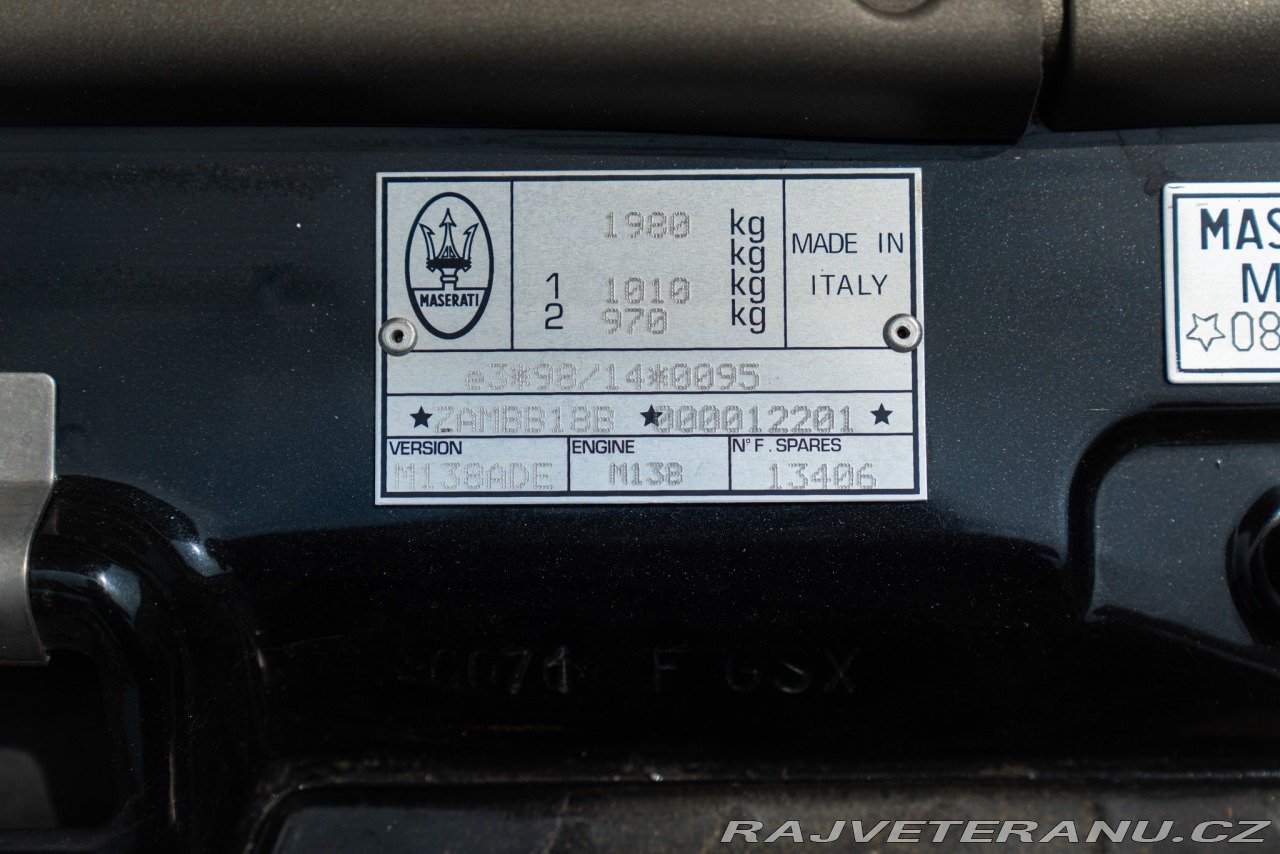 MASERATI
1980 kg
kg
1 1010 kg
2 970 kg
MADE IN
ITALY
e3*98/14*0095
★ZAMBB18B ★000012201 ★
VERSION M138ADE
ENGINE M138
N° F. SPARES 13406
MAS
M
☆08
F GSX
RAJVETERANU.CZ